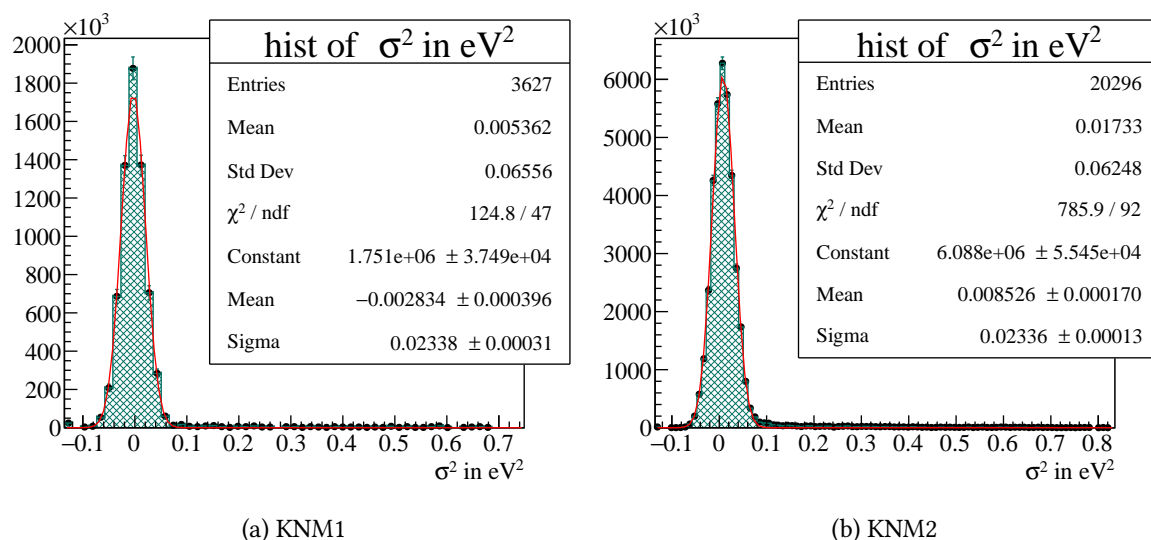 ×10³
hist of σ² in eV²
Entries 3627
Mean 0.005362
Std Dev 0.06556
χ² / ndf 124.8 / 47
Constant 1.751e+06 ± 3.749e+04
Mean −0.002834 ± 0.000396
Sigma 0.02338 ± 0.00031
2000
1800
1600
1400
1200
1000
800
600
400
200
0
−0.1 0 0.1 0.2 0.3 0.4 0.5 0.6 0.7
σ² in eV²
(a) KNM1
×10³
hist of σ² in eV²
Entries 20296
Mean 0.01733
Std Dev 0.06248
χ² / ndf 785.9 / 92
Constant 6.088e+06 ± 5.545e+04
Mean 0.008526 ± 0.000170
Sigma 0.02336 ± 0.00013
6000
5000
4000
3000
2000
1000
0
−0.1 0 0.1 0.2 0.3 0.4 0.5 0.6 0.7 0.8
σ² in eV²
(b) KNM2